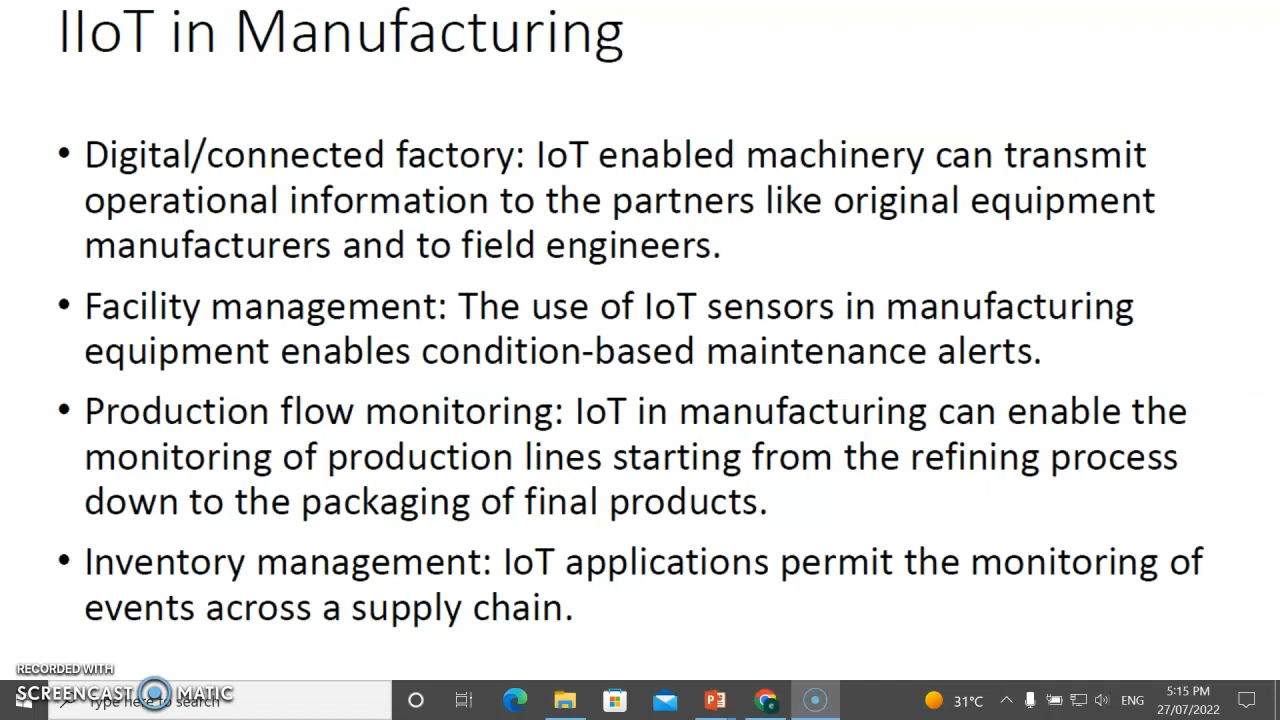 IIoT in Manufacturing
• Digital/connected factory: IoT enabled machinery can transmit
operational information to the partners like original equipment
manufacturers and to field engineers.
• Facility management: The use of IoT sensors in manufacturing
equipment enables condition-based maintenance alerts.
• Production flow monitoring: IoT in manufacturing can enable the
monitoring of production lines starting from the refining process
down to the packaging of final products.
• Inventory management: IoT applications permit the monitoring of
events across a supply chain.
RECORDED WITH
SCREENCAST MATIC
Type here to search
31°C
ENG
5:15 PM
27/07/2022